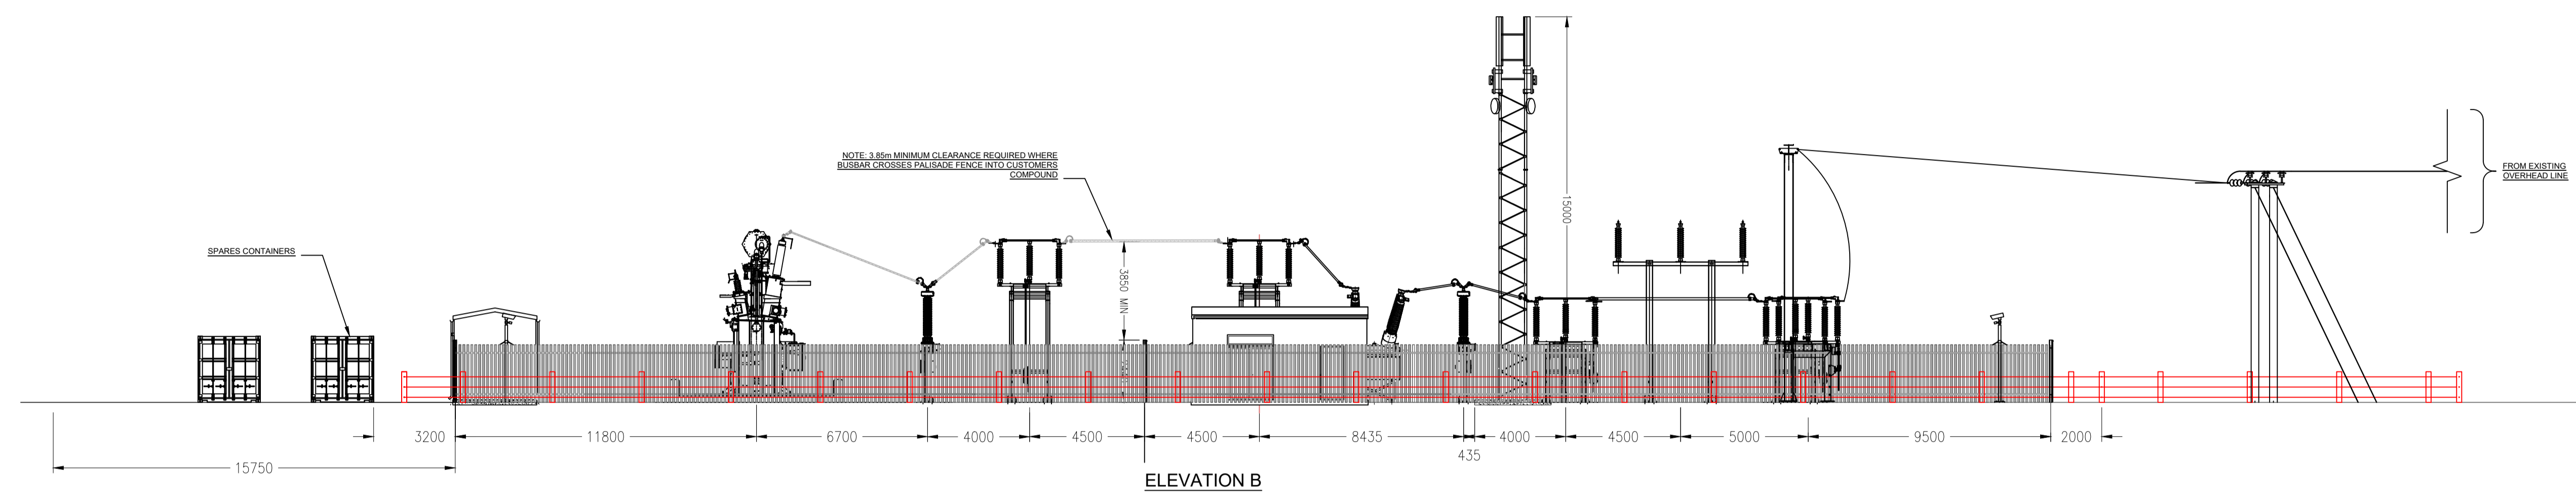 NOTE: 3.85m MINIMUM CLEARANCE REQUIRED WHERE
BUSBAR CROSSES PALISADE FENCE INTO CUSTOMERS
COMPOUND
FROM EXISTING
OVERHEAD LINE
15000
SPARES CONTAINERS
3850 MIN
3200
11800
6700
4000
4500
4500
8435
435
4000
4500
5000
9500
2000
15750
ELEVATION B